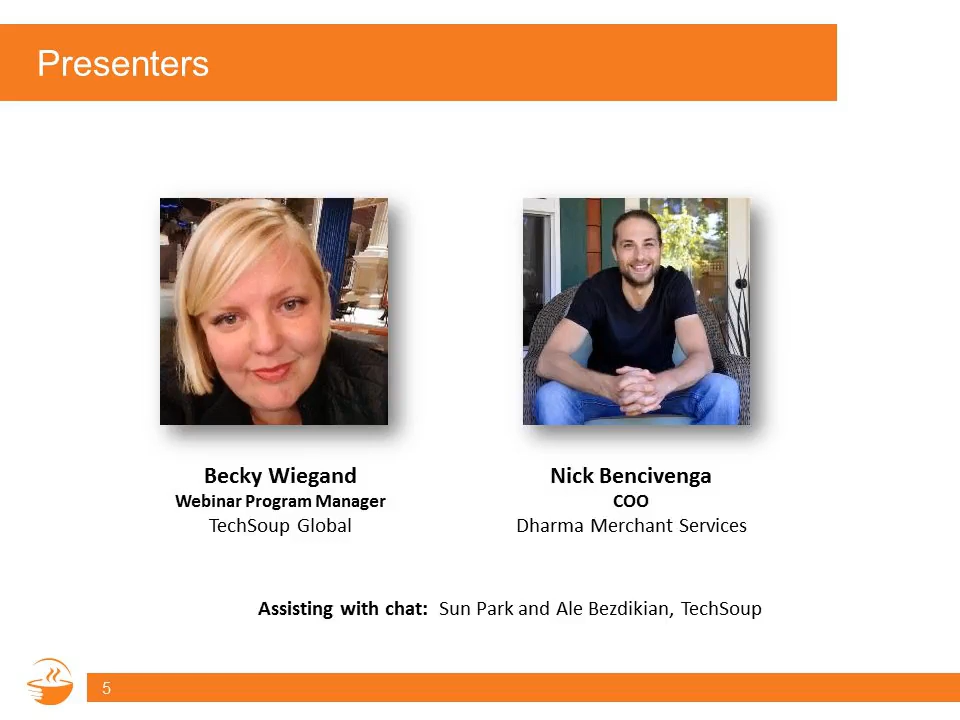 Presenters
Becky Wiegand
Webinar Program Manager
TechSoup Global
Nick Bencivenga
COO
Dharma Merchant Services
Assisting with chat: Sun Park and Ale Bezdikian, TechSoup
5